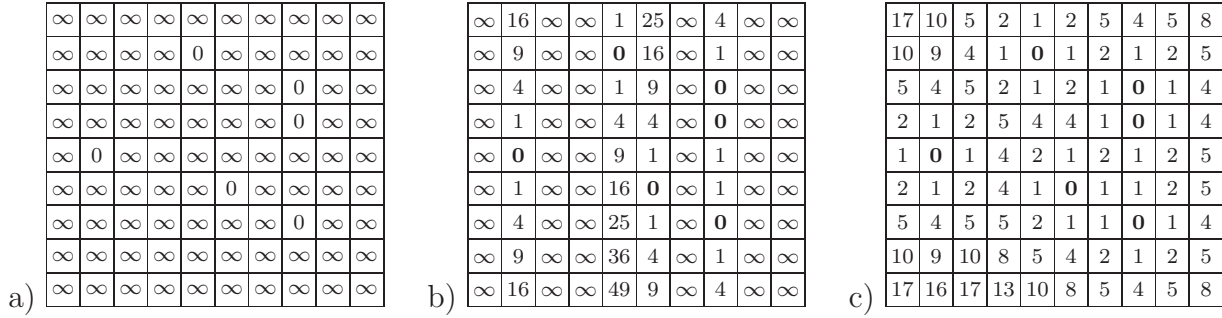 ∞ ∞ ∞ ∞ ∞ ∞ ∞ ∞ ∞ ∞
∞ ∞ ∞ ∞ 0 ∞ ∞ ∞ ∞ ∞
∞ ∞ ∞ ∞ ∞ ∞ ∞ 0 ∞ ∞
∞ ∞ ∞ ∞ ∞ ∞ ∞ 0 ∞ ∞
∞ 0 ∞ ∞ ∞ ∞ ∞ ∞ ∞ ∞
∞ ∞ ∞ ∞ ∞ 0 ∞ ∞ ∞ ∞
∞ ∞ ∞ ∞ ∞ ∞ ∞ 0 ∞ ∞
∞ ∞ ∞ ∞ ∞ ∞ ∞ ∞ ∞ ∞
a) ∞ ∞ ∞ ∞ ∞ ∞ ∞ ∞ ∞ ∞
∞ 16 ∞ ∞ 1 25 ∞ 4 ∞ ∞
∞ 9 ∞ ∞ 0 16 ∞ 1 ∞ ∞
∞ 4 ∞ ∞ 1 9 ∞ 0 ∞ ∞
∞ 1 ∞ ∞ 4 4 ∞ 0 ∞ ∞
∞ 0 ∞ ∞ 9 1 ∞ 1 ∞ ∞
∞ 1 ∞ ∞ 16 0 ∞ 1 ∞ ∞
∞ 4 ∞ ∞ 25 1 ∞ 0 ∞ ∞
∞ 9 ∞ ∞ 36 4 ∞ 1 ∞ ∞
b) ∞ 16 ∞ ∞ 49 9 ∞ 4 ∞ ∞
17 10 5 2 1 2 5 4 5 8
10 9 4 1 0 1 2 1 2 5
5 4 5 2 1 2 1 0 1 4
2 1 2 5 4 4 1 0 1 4
1 0 1 4 2 1 2 1 2 5
2 1 2 4 1 0 1 1 2 5
5 4 5 5 2 1 1 0 1 4
10 9 10 8 5 4 2 1 2 5
c) 17 16 17 13 10 8 5 4 5 8